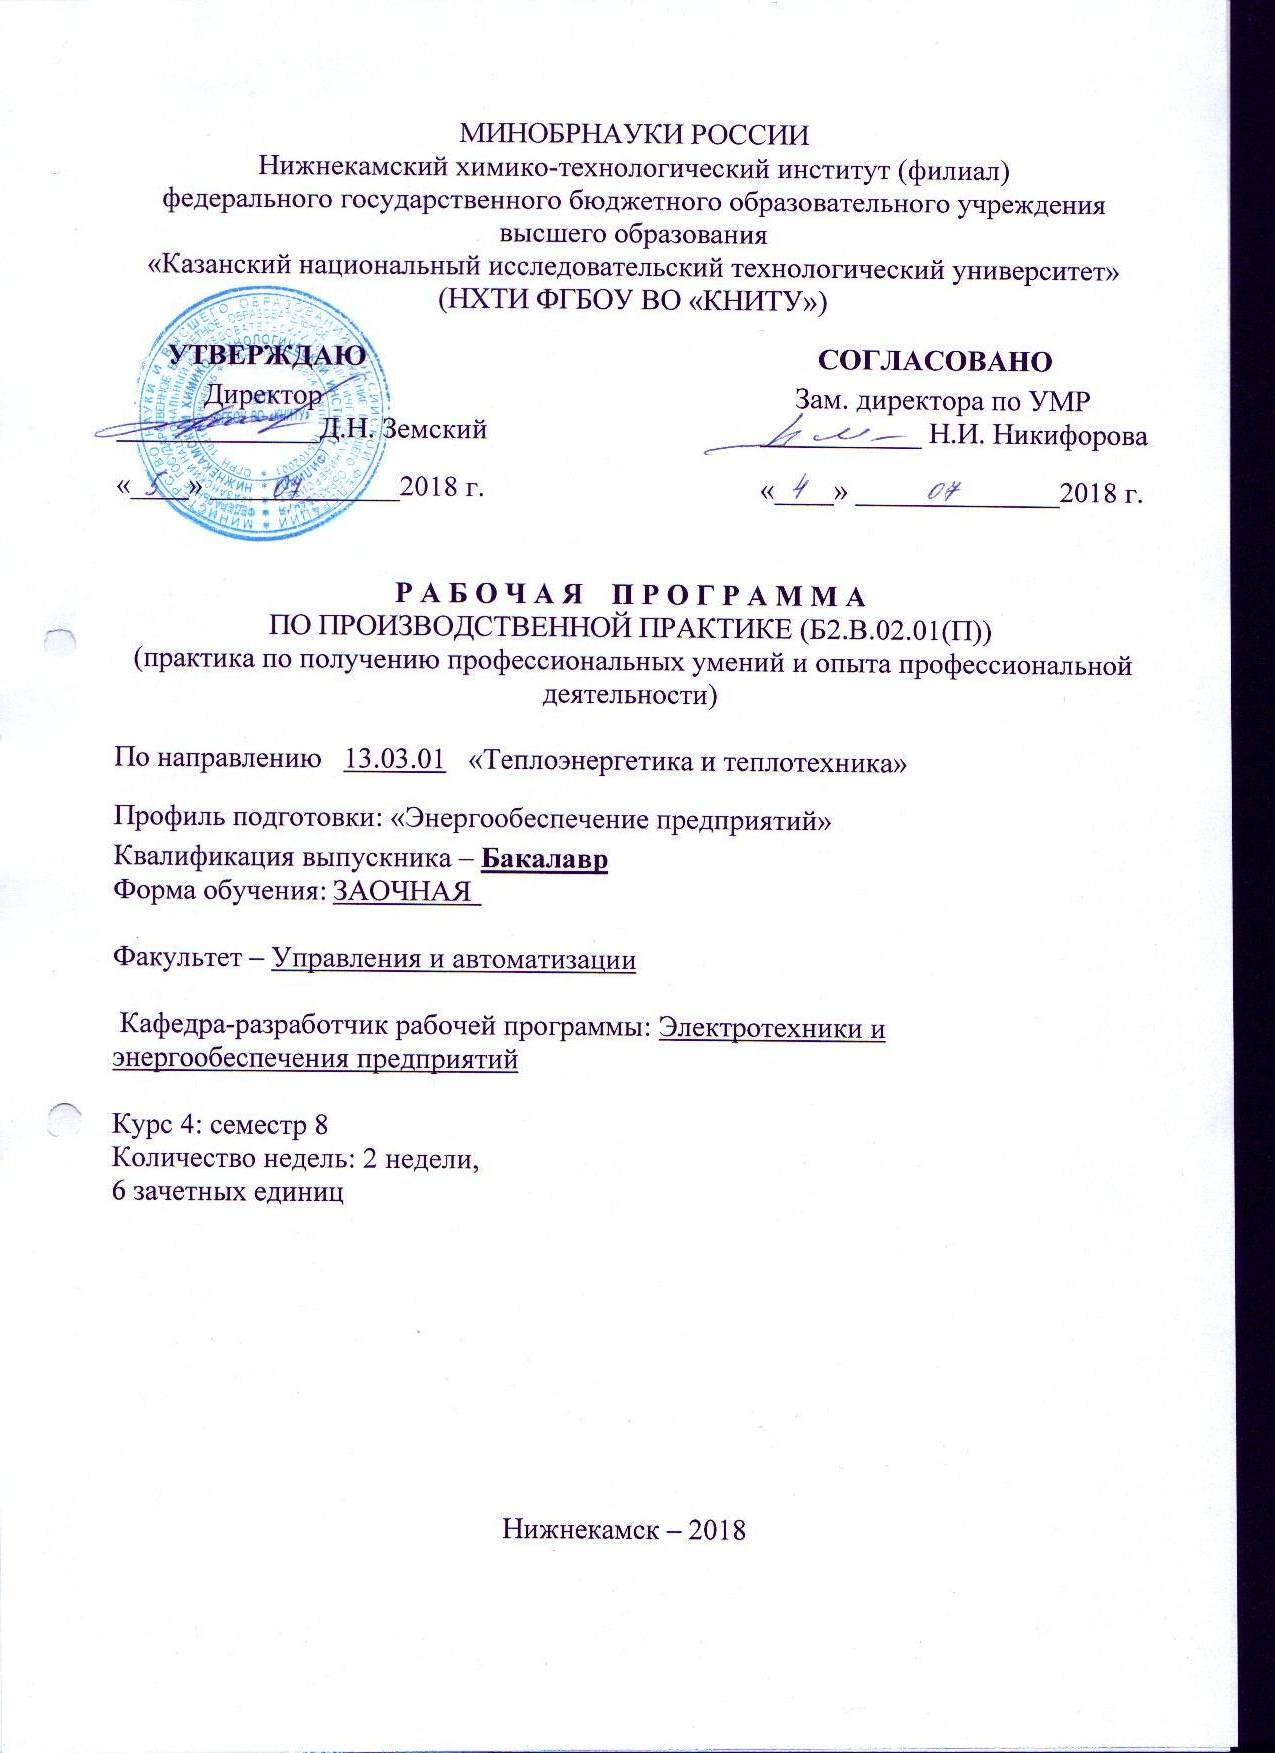 МИНОБРНАУКИ РОССИИ
Нижнекамский химико-технологический институт (филиал)
федерального государственного бюджетного образовательного учреждения
высшего образования
«Казанский национальный исследовательский технологический университет»
(НХТИ ФГБОУ ВО «КНИТУ»)
УТВЕРЖДАЮ
Директор
Д.Н. Земский
«5» 07 2018 г.
СОГЛАСОВАНО
Зам. директора по УМР
Н.И. Никифорова
«4» 07 2018 г.
Р А Б О Ч А Я П Р О Г Р А М М А
ПО ПРОИЗВОДСТВЕННОЙ ПРАКТИКЕ (Б2.В.02.01(П))
(практика по получению профессиональных умений и опыта профессиональной
деятельности)
По направлению 13.03.01 «Теплоэнергетика и теплотехника»
Профиль подготовки: «Энергообеспечение предприятий»
Квалификация выпускника – Бакалавр
Форма обучения: ЗАОЧНАЯ
Факультет – Управления и автоматизации
Кафедра-разработчик рабочей программы: Электротехники и
энергообеспечения предприятий
Курс 4: семестр 8
Количество недель: 2 недели,
6 зачетных единиц
Нижнекамск – 2018